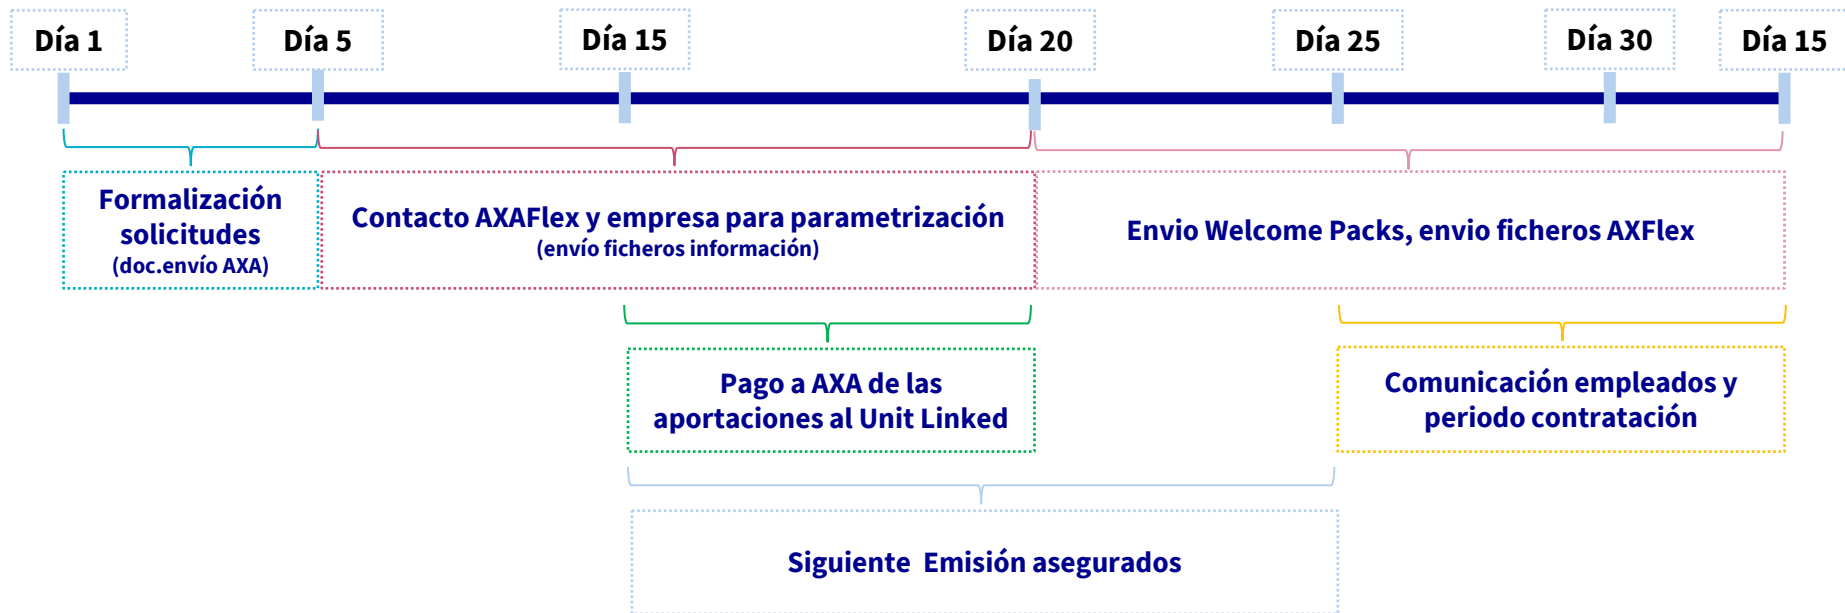 Día 1
Día 5
Día 15
Día 20
Día 25
Día 30
Día 15
Formalización
solicitudes
(doc.envío AXA)
Contacto AXAFlex y empresa para parametrización
(envío ficheros información)
Envio Welcome Packs, envio ficheros AXFlex
Pago a AXA de las
aportaciones al Unit Linked
Comunicación empleados y
periodo contratación
Siguiente  Emisión asegurados